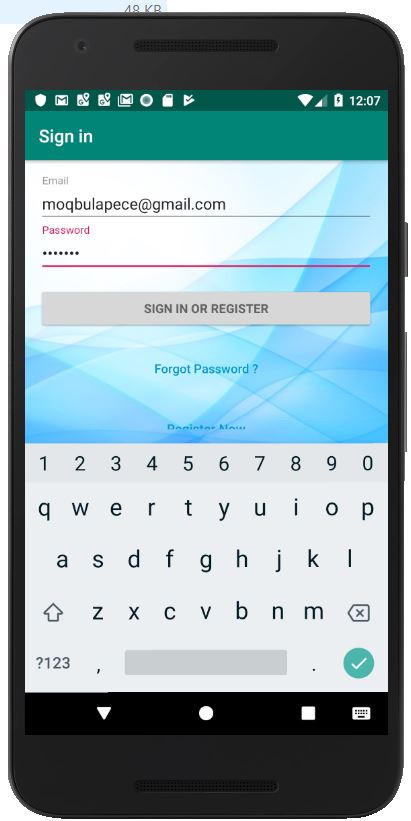 48 KB
12:07
Sign in
Email
moqbulapece@gmail.com
Password
•••••••
SIGN IN OR REGISTER
Forgot Password ?
Register Now
1 2 3 4 5 6 7 8 9 0
q w e r t y u i o p
a s d f g h j k l
z x c v b n m
?123 , .